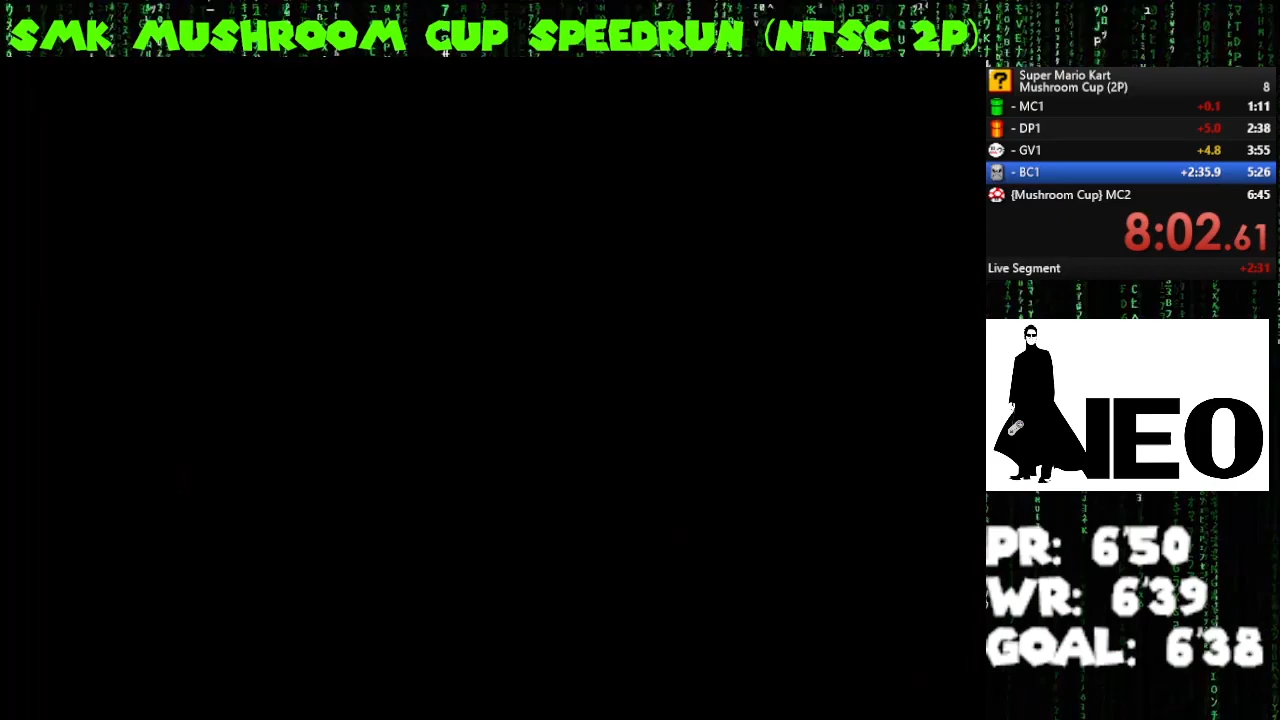 SMK MUSHROOM CUP SPEEDRUN (NTSC 2P)
Super Mario Kart
Mushroom Cup (2P) 8
- MC1 +0.1 1:11
- DP1 +5.0 2:38
- GV1 +4.8 3:55
- BC1 +2:35.9 5:26
{Mushroom Cup} MC2 6:45
8:02.61
Live Segment +2:31
NEO
PR: 6'50
WR: 6'39
GOAL: 6'38